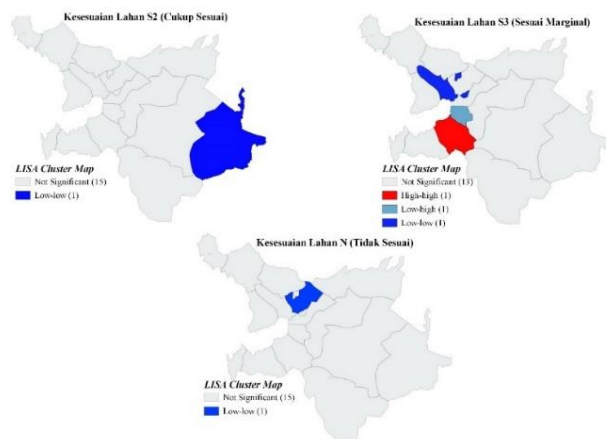 Kesesuaian Lahan S2 (Cukup Sesuai)
LISA Cluster Map
Not Significant (15)
Low-low (1)
Kesesuaian Lahan S3 (Sesuai Marginal)
LISA Cluster Map
Not Significant (13)
High-high (1)
Low-high (1)
Low-low (1)
Kesesuaian Lahan N (Tidak Sesuai)
LISA Cluster Map
Not Significant (15)
Low-low (1)